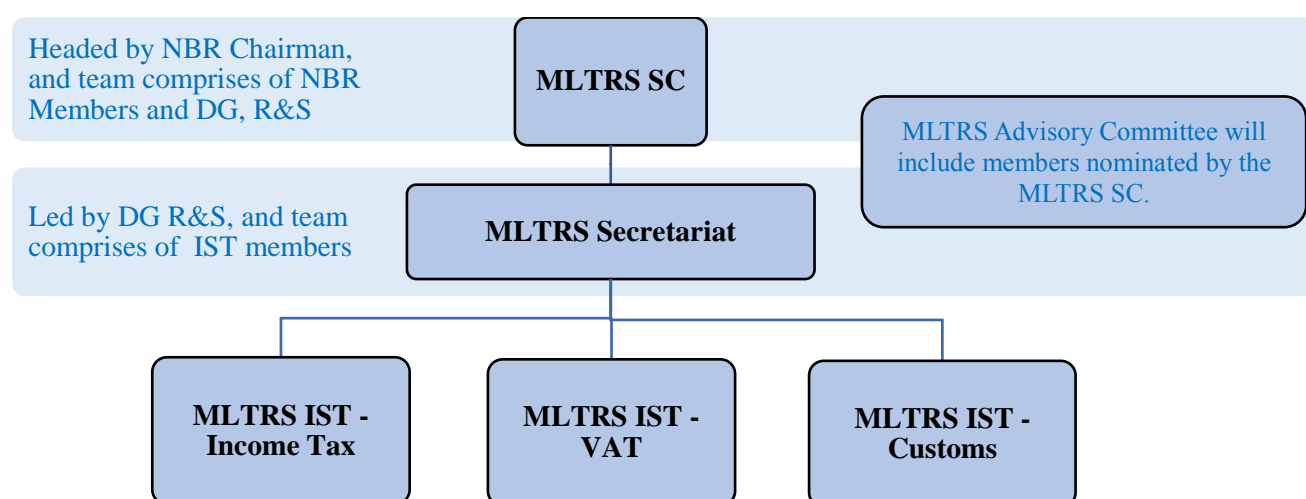 Headed by NBR Chairman,
and team comprises of NBR
Members and DG, R&S
MLTRS SC
MLTRS Advisory Committee will
include members nominated by the
MLTRS SC.
Led by DG R&S, and team
comprises of IST members
MLTRS Secretariat
MLTRS IST -
Income Tax
MLTRS IST -
VAT
MLTRS IST -
Customs